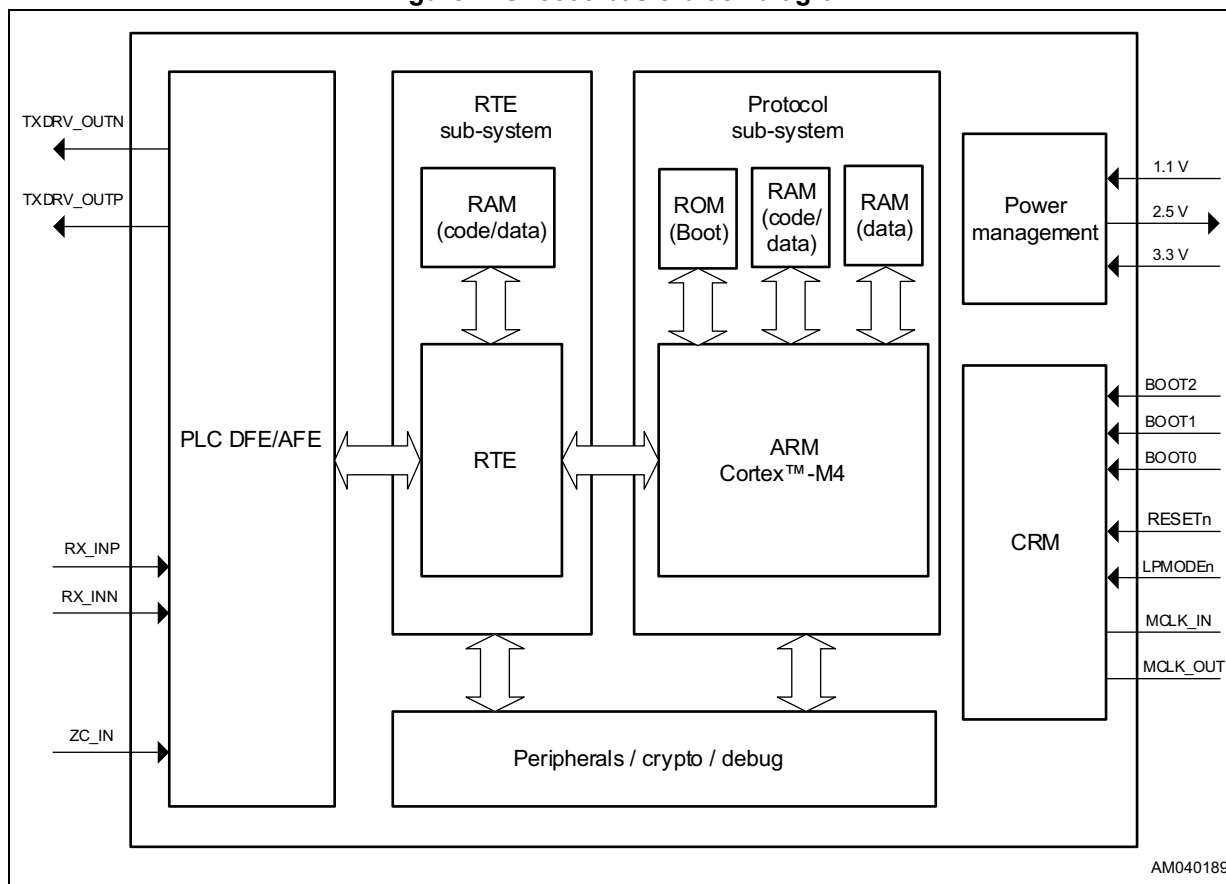 TXDRV_OUTN
TXDRV_OUTP
RX_INP
RX_INN
ZC_IN
PLC DFE/AFE
RTE
sub-system
RAM
(code/data)
RTE
Protocol
sub-system
ROM
(Boot)
RAM
(code/
data)
RAM
(data)
ARM
Cortex™-M4
Peripherals / crypto / debug
Power
management
1.1 V
2.5 V
3.3 V
CRM
BOOT2
BOOT1
BOOT0
RESETn
LPMODEn
MCLK_IN
MCLK_OUT
AM040189